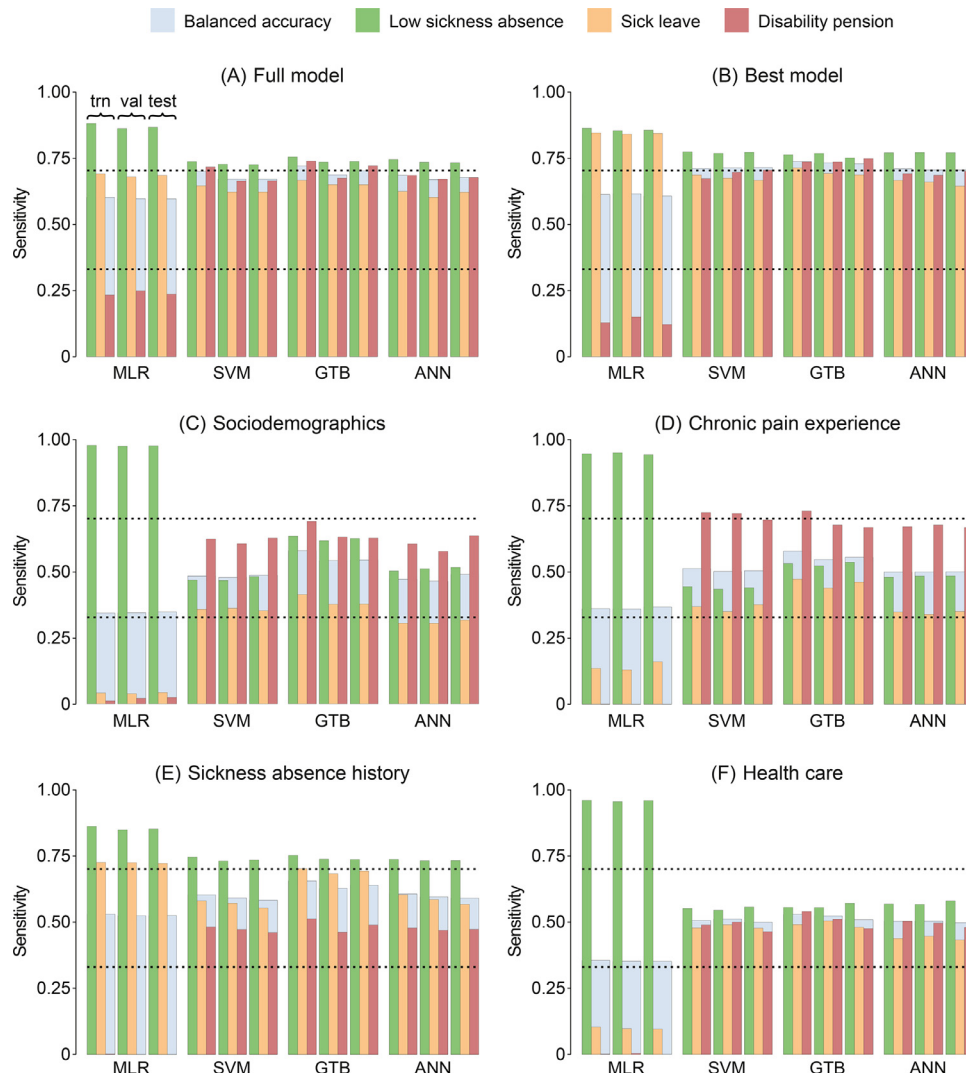 Balanced accuracy Low sickness absence Sick leave Disability pension
(A) Full model
1.00
0.75
0.50
0.25
0
Sensitivity
trn val test
MLR SVM GTB ANN
(B) Best model
1.00
0.75
0.50
0.25
0
Sensitivity
MLR SVM GTB ANN
(C) Sociodemographics
1.00
0.75
0.50
0.25
0
Sensitivity
MLR SVM GTB ANN
(D) Chronic pain experience
1.00
0.75
0.50
0.25
0
Sensitivity
MLR SVM GTB ANN
(E) Sickness absence history
1.00
0.75
0.50
0.25
0
Sensitivity
MLR SVM GTB ANN
(F) Health care
1.00
0.75
0.50
0.25
0
Sensitivity
MLR SVM GTB ANN